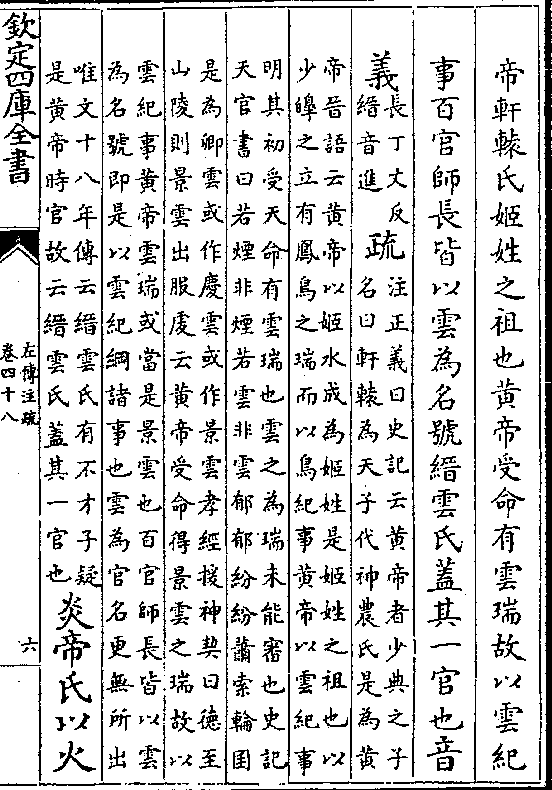 帝軒轅氏姬姓之祖也黃帝受命有雲瑞故以雲紀
事百官師長皆以雲為名號縉雲氏蓋其一官也音
義
長丁丈反
縉音進
疏
注正義曰史記云黃帝者少典之子
名曰軒轅為天子代神農氏是為黃
帝晉語云黃帝以姬水成為姬姓是姬姓之祖也以
少皞之立有鳳鳥之瑞而以鳥紀事黃帝以雲紀事
明其初受天命有雲瑞也雲之為瑞未能審也史記
天官書曰若煙非煙若雲非雲郁郁紛紛蕭索輪囷
是為卿雲或作慶雲或作景雲孝經援神契曰德至
山陵則景雲出服䖍云黃帝受命得景雲之瑞故以
雲紀事黃帝雲瑞或當是景雲也百官師長皆以雲
為名號即是以雲紀綱諸事也雲為官名更無所出
唯文十八年傳云縉雲氏有不才子疑
是黃帝時官故云縉雲氏蓋其一官也
炎帝氏以火
欽定四庫全書
左傳注疏
卷四十八
六